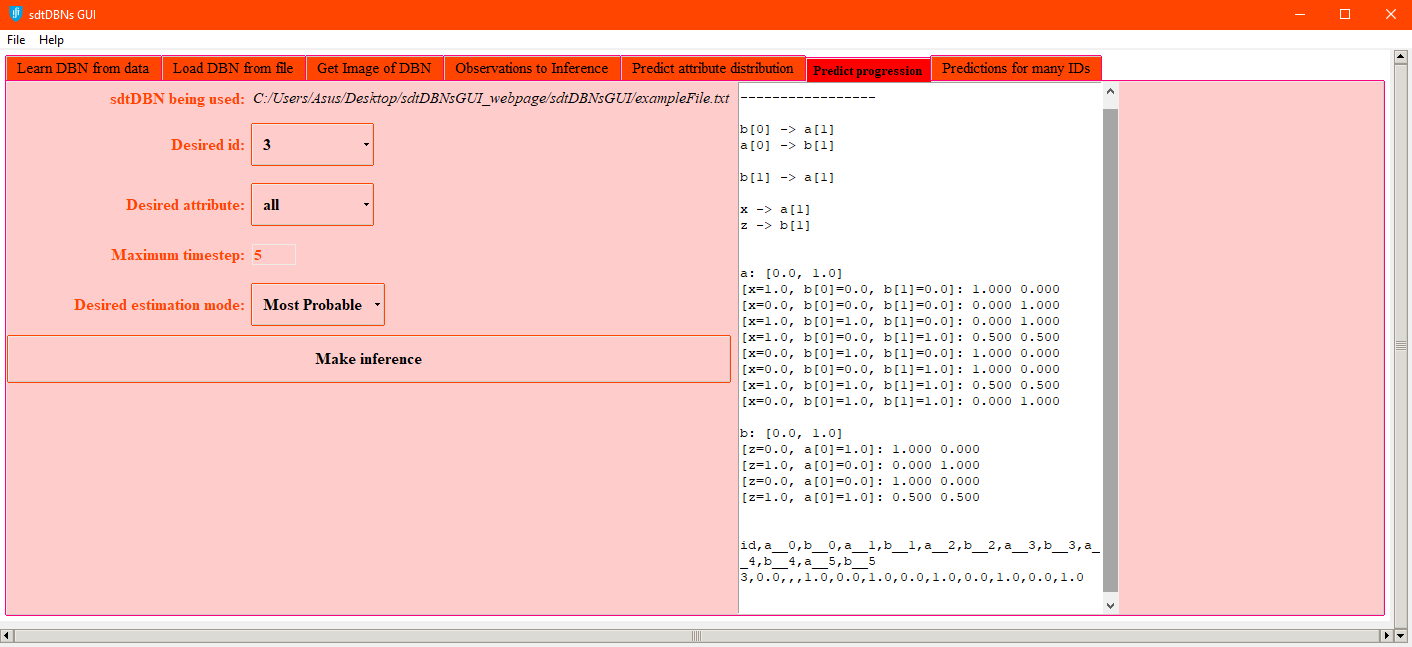 sdtDBNs GUI
File Help
Learn DBN from data Load DBN from file Get Image of DBN Observations to Inference Predict attribute distribution Predict progression Predictions for many IDs
sdtDBN being used: C:/Users/Asus/Desktop/sdtDBNsGUI_webpage/sdtDBNsGUI/exampleFile.txt
Desired id: 3
Desired attribute: all
Maximum timestep: 5
Desired estimation mode: Most Probable
Make inference
-----------------
b[0] -> a[1]
a[0] -> b[1]
b[1] -> a[1]
x -> a[1]
z -> b[1]
a: [0.0, 1.0]
[x=1.0, b[0]=0.0, b[1]=0.0]: 1.000 0.000
[x=0.0, b[0]=0.0, b[1]=0.0]: 0.000 1.000
[x=1.0, b[0]=1.0, b[1]=0.0]: 0.000 1.000
[x=1.0, b[0]=0.0, b[1]=1.0]: 0.500 0.500
[x=0.0, b[0]=1.0, b[1]=0.0]: 1.000 0.000
[x=0.0, b[0]=0.0, b[1]=1.0]: 1.000 0.000
[x=1.0, b[0]=1.0, b[1]=1.0]: 0.500 0.500
[x=0.0, b[0]=1.0, b[1]=1.0]: 0.000 1.000
b: [0.0, 1.0]
[z=0.0, a[0]=1.0]: 1.000 0.000
[z=1.0, a[0]=0.0]: 0.000 1.000
[z=0.0, a[0]=0.0]: 1.000 0.000
[z=1.0, a[0]=1.0]: 0.500 0.500
id,a__0,b__0,a__1,b__1,a__2,b__2,a__3,b__3,a_
_4,b__4,a__5,b__5
3,0.0,,,1.0,0.0,1.0,0.0,1.0,0.0,1.0,0.0,1.0